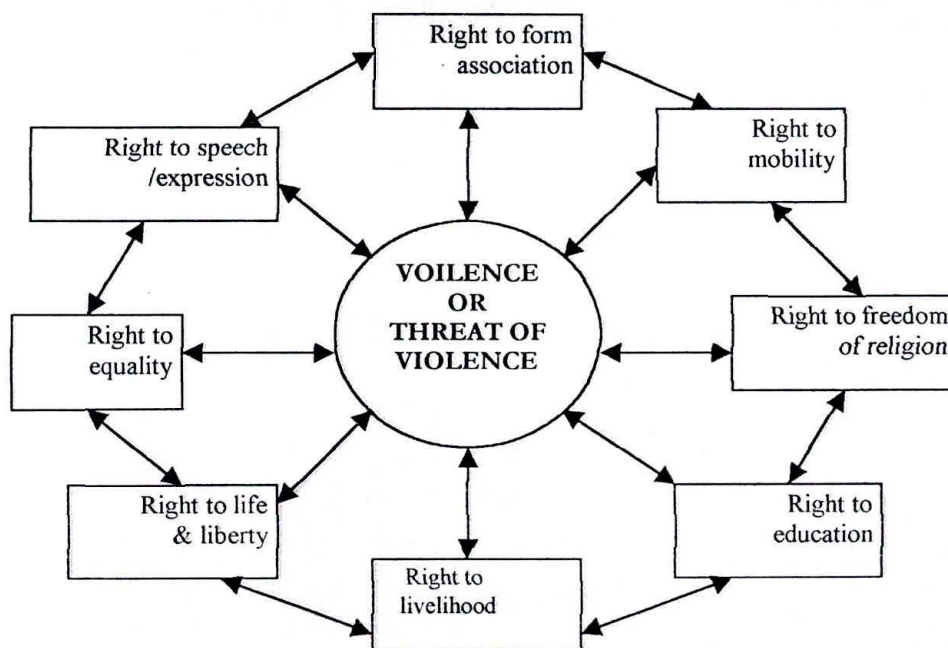 Right to form
association
Right to speech
/expression
Right to
mobility
VOILENCE
OR
THREAT OF
VIOLENCE
Right to
equality
Right to freedom
of religion
Right to life
& liberty
Right to
livelihood
Right to
education